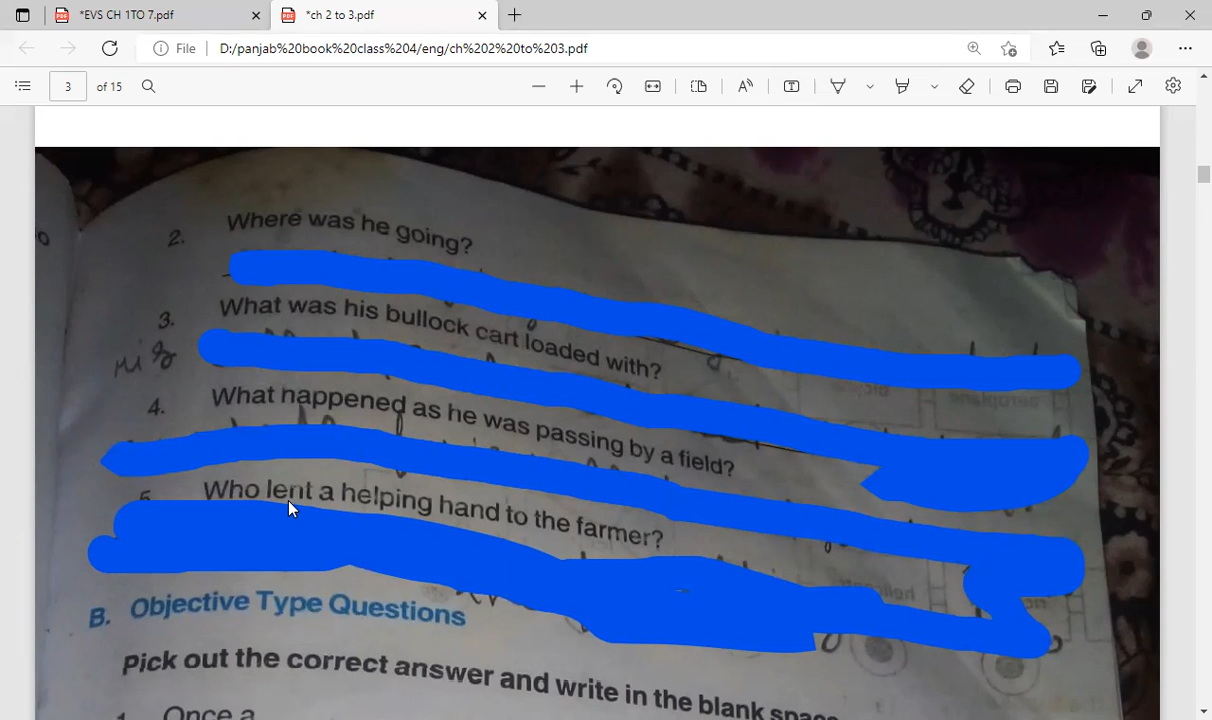 *EVS CH 1TO 7.pdf
*ch 2 to 3.pdf
File
D:/panjab%20book%20class%204/eng/ch%202%20to%203.pdf
3 of 15
2. Where was he going?
3. What was his bullock cart loaded with?
4. What happened as he was passing by a field?
5. Who lent a helping hand to the farmer?
B. Objective Type Questions
Pick out the correct answer and write in the blank space
1. Once a